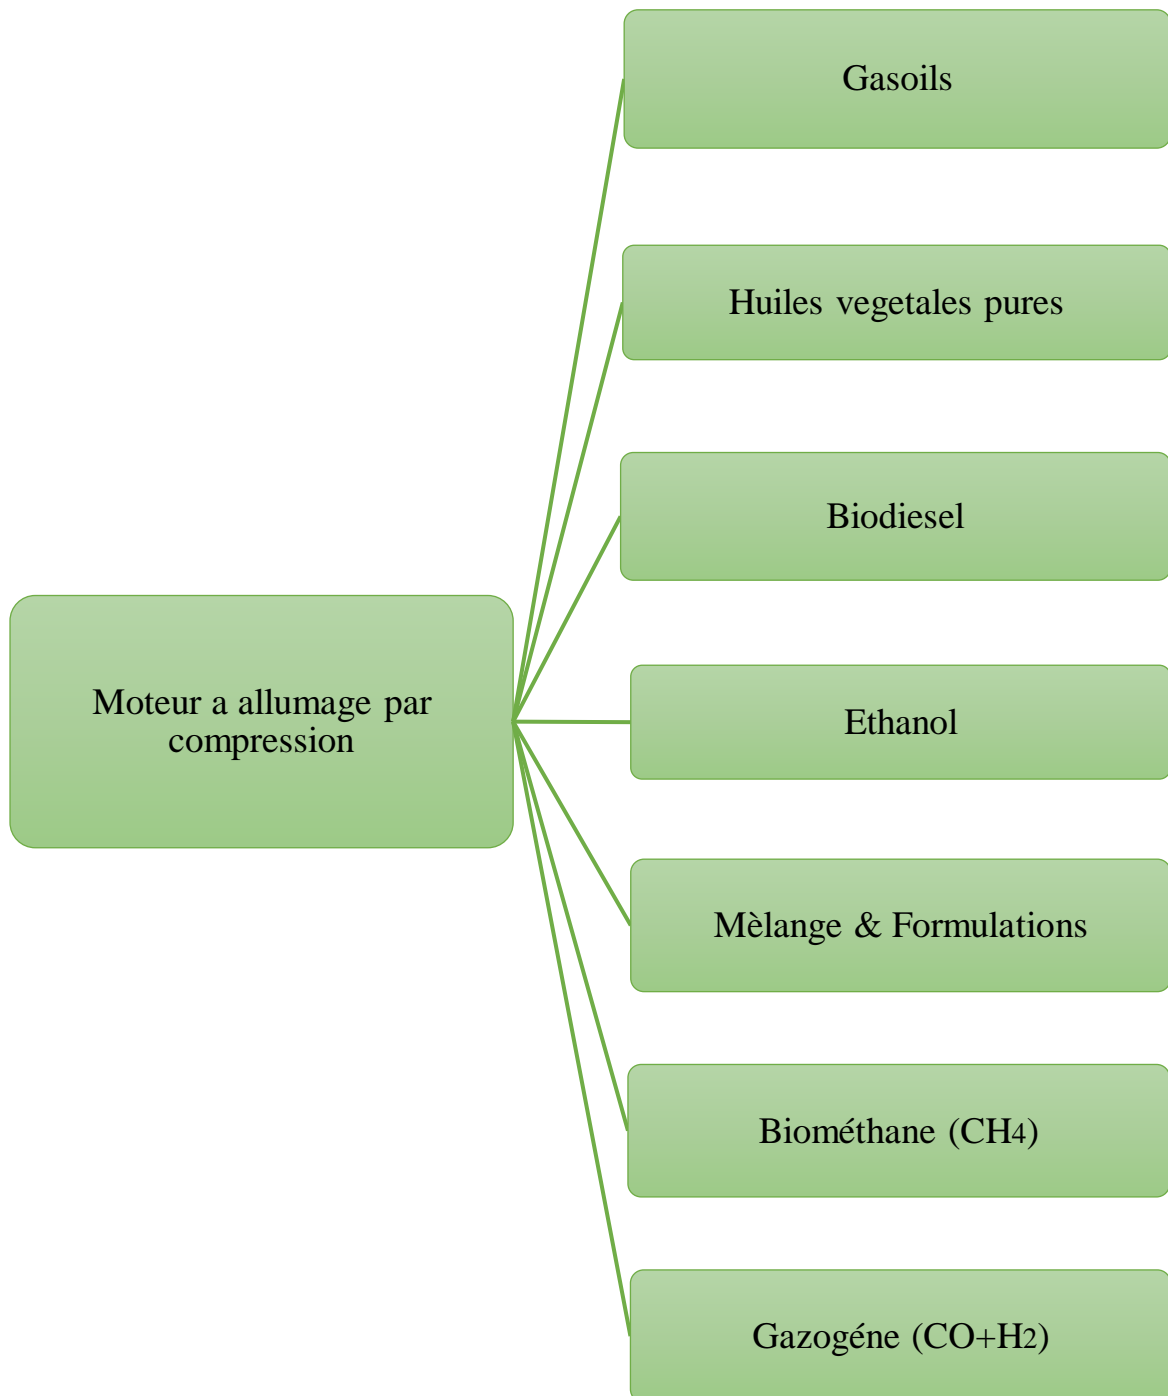 Gasoils
Huiles vegetales pures
Biodiesel
Moteur a allumage par
compression
Ethanol
Mèlange & Formulations
Biométhane (CH4)
Gazogéne (CO+H2)